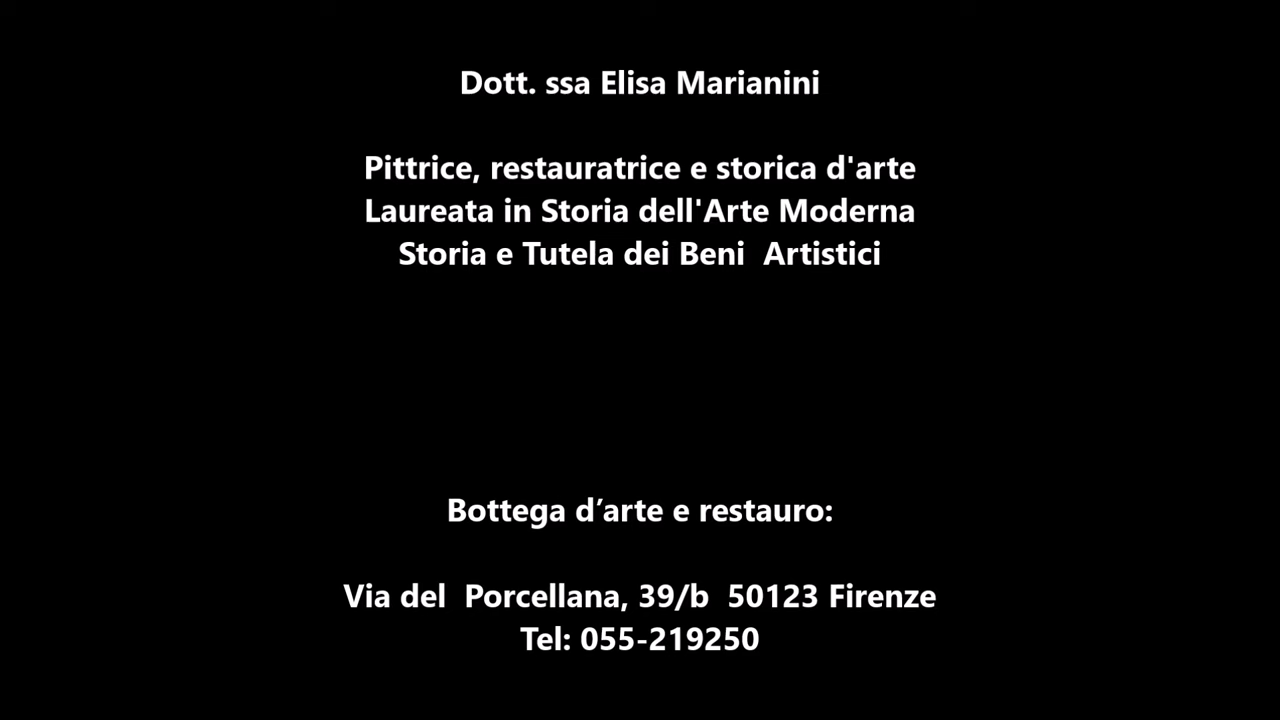 Dott. ssa Elisa Marianini
Pittrice, restauratrice e storica d'arte
Laureata in Storia dell'Arte Moderna
Storia e Tutela dei Beni  Artistici
Bottega d’arte e restauro:
Via del  Porcellana, 39/b  50123 Firenze
Tel: 055-219250